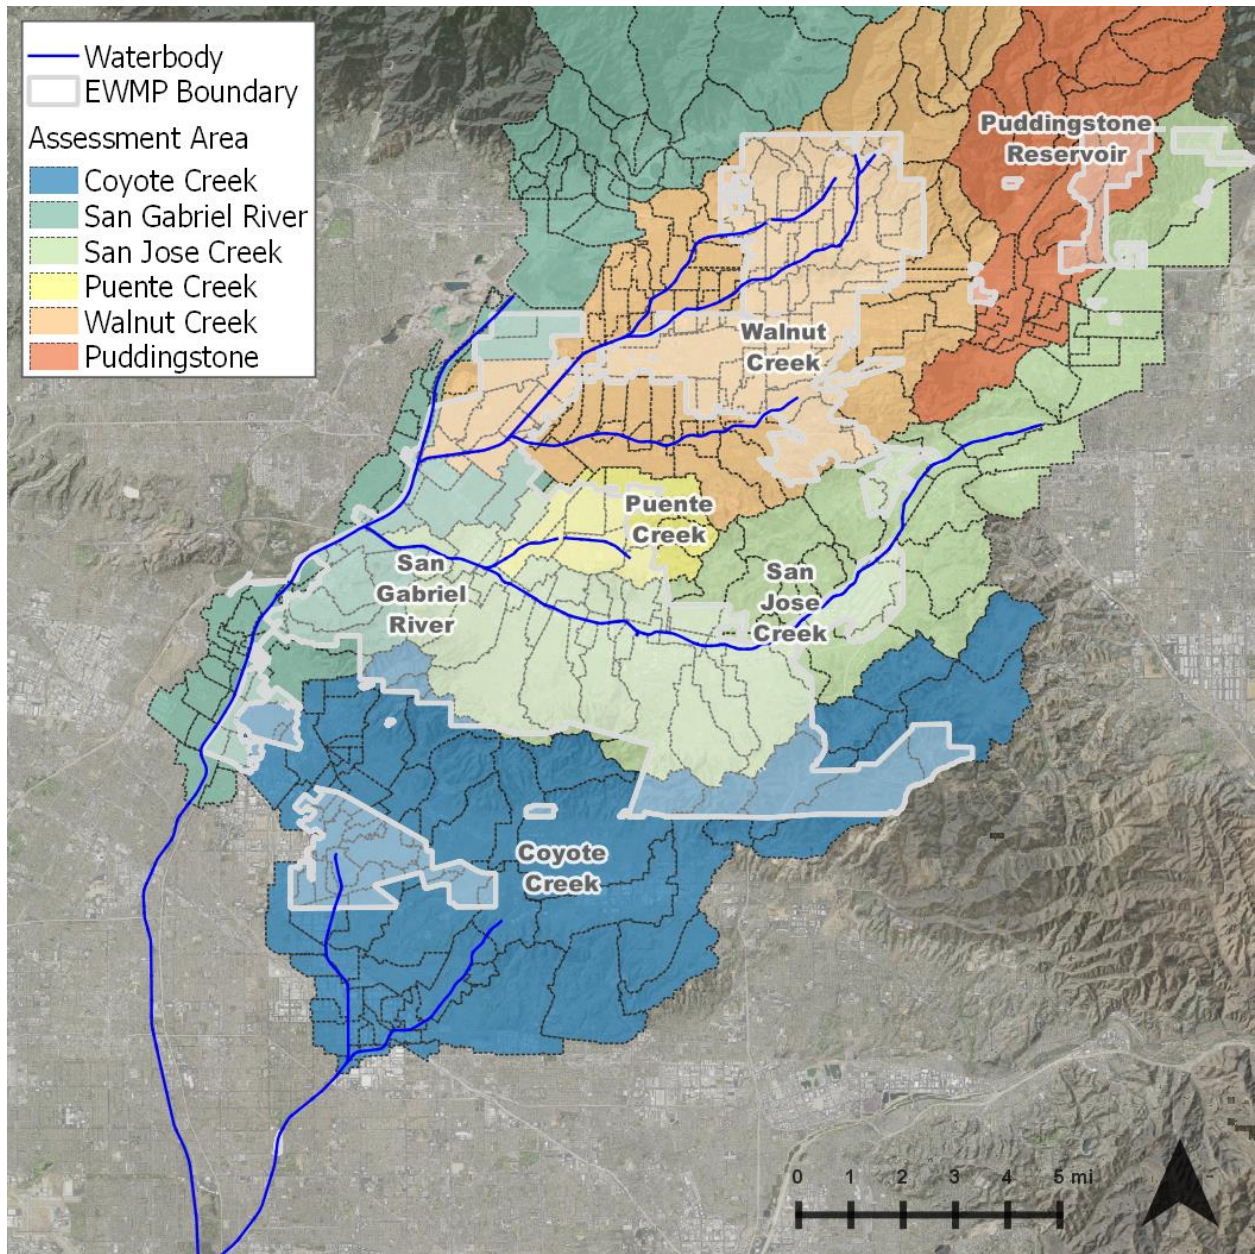 Waterbody
EWMP Boundary
Assessment Area
Coyote Creek
San Gabriel River
San Jose Creek
Puente Creek
Walnut Creek
Puddingstone
Puddingstone
Reservoir
Walnut
Creek
Puente
Creek
San
Gabriel
River
San
Jose
Creek
Coyote
Creek
0 1 2 3 4 5 mi